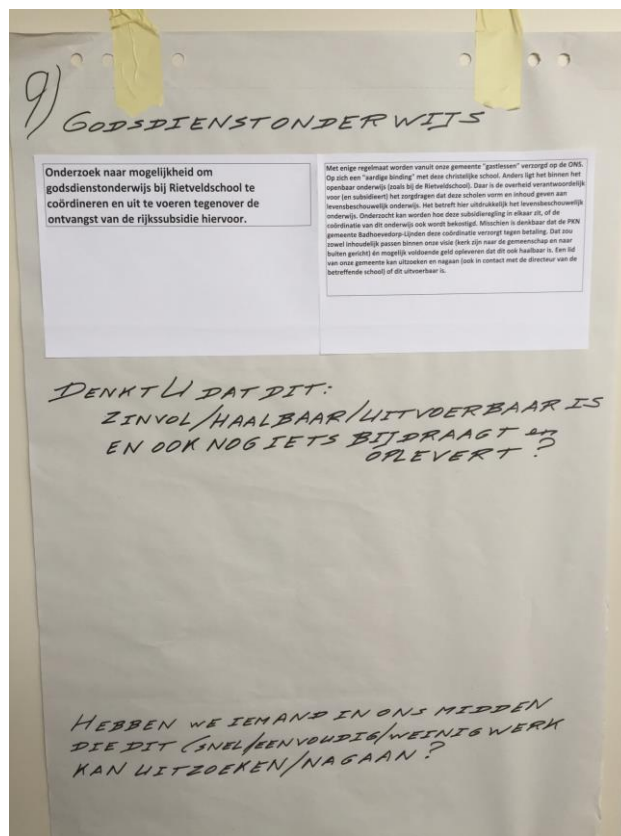 9) GODSDIENSTONDERWIJS
Onderzoek naar mogelijkheid om
godsdienstonderwijs bij Rietveldschool te
coördineren en uit te voeren tegenover de
ontvangst van de rijkssubsidie hiervoor.
Met enige regelmaat worden vanuit onze gemeente "gastlessen" verzorgd op de ONS.
Op zich een "aardige binding" met deze christelijke school. Anders ligt het binnen het
openbaar onderwijs (zoals bij de Rietveldschool). Daar is de overheid verantwoordelijk
voor (en subsidieert) het zorgdragen dat deze scholen vorm en inhoud geven aan
levensbeschouwelijk onderwijs. Het betreft hier uitdrukkelijk het levensbeschouwelijk
onderwijs. Onderzocht kan worden hoe deze subsidieregling in elkaar zit, of de
coördinatie van dit onderwijs ook wordt bekostigd. Misschien is denkbaar dat de PKN
gemeente Badhoevedorp-Lijnden deze coördinatie verzorgt tegen betaling. Dat zou
zowel inhoudelijk passen binnen onze visie (kerk zijn naar de gemeenschap en naar
buiten gericht) én mogelijk voldoende geld opleveren dat dit ook haalbaar is. Een lid
van onze gemeente kan uitzoeken en nagaan (ook in contact met de directeur van de
betreffende school) of dit uitvoerbaar is.
DENKT U DAT DIT:
ZINVOL/HAALBAAR/UITVOERBAAR IS
EN OOK NOG IETS BIJDRAAGT en
OPLEVERT?
HEBBEN WE IEMAND IN ONS MIDDEN
DIE DIT (SNEL/EENVOUDIG/WEINIG WERK
KAN UITZOEKEN/NAGAAN?